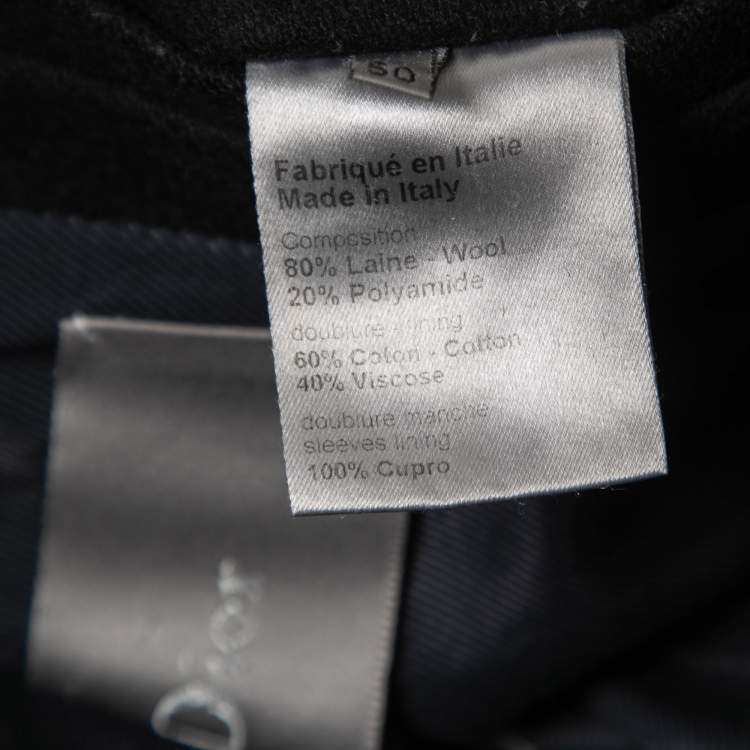 50
Fabriqué en Italie
Made in Italy
Composition
80% Laine - Wool
20% Polyamide
doublure - lining
60% Coton - Cotton
40% Viscose
doublure manche
sleeves lining
100% Cupro
Dior